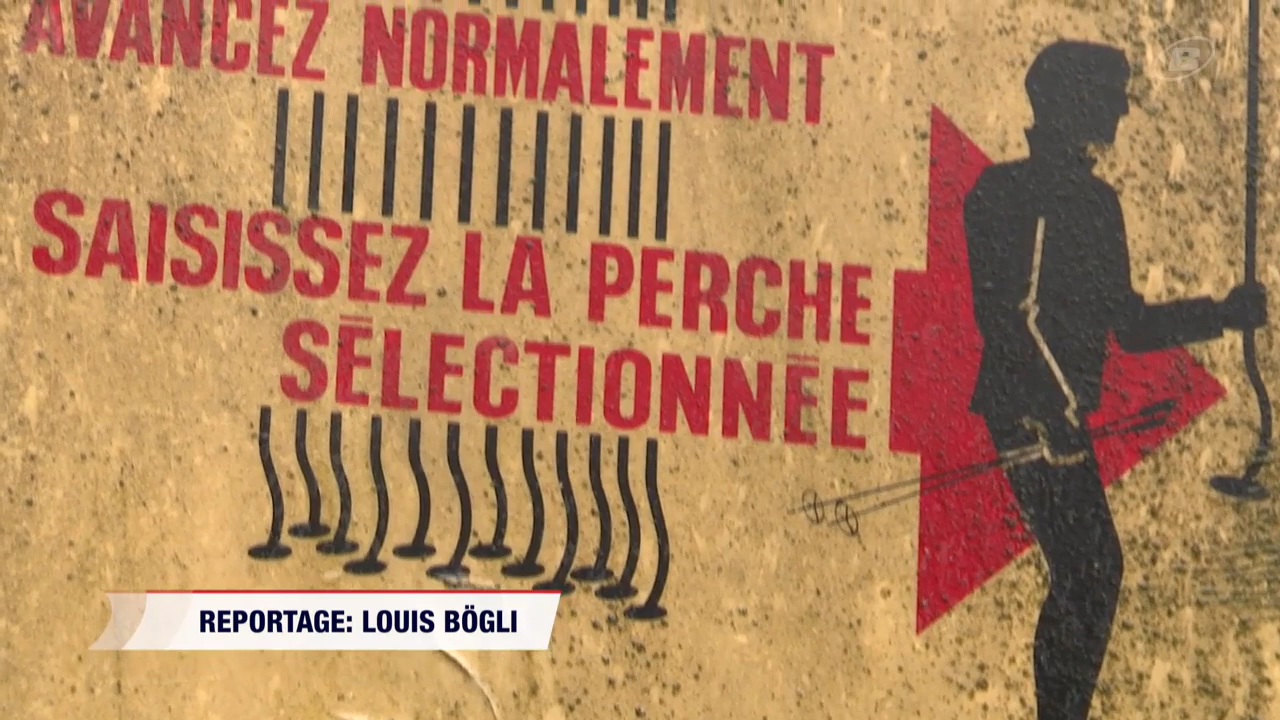 AVANCEZ NORMALEMENT
SAISISSEZ LA PERCHE
SĒLECTIONNĒE
REPORTAGE: LOUIS BÖGLI
B